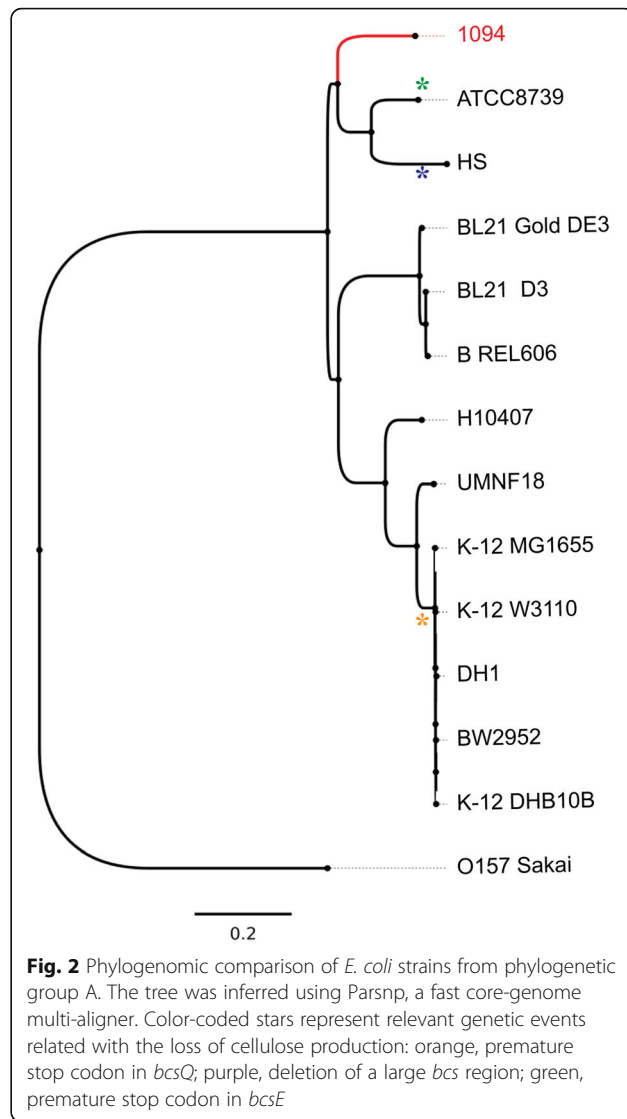 1094
ATCC8739
HS
BL21 Gold DE3
BL21 D3
B REL606
H10407
UMNF18
K-12 MG1655
K-12 W3110
DH1
BW2952
K-12 DHB10B
O157 Sakai
0.2
Fig. 2 Phylogenomic comparison of E. coli strains from phylogenetic
group A. The tree was inferred using Parsnp, a fast core-genome
multi-aligner. Color-coded stars represent relevant genetic events
related with the loss of cellulose production: orange, premature
stop codon in bcsQ; purple, deletion of a large bcs region; green,
premature stop codon in bcsE